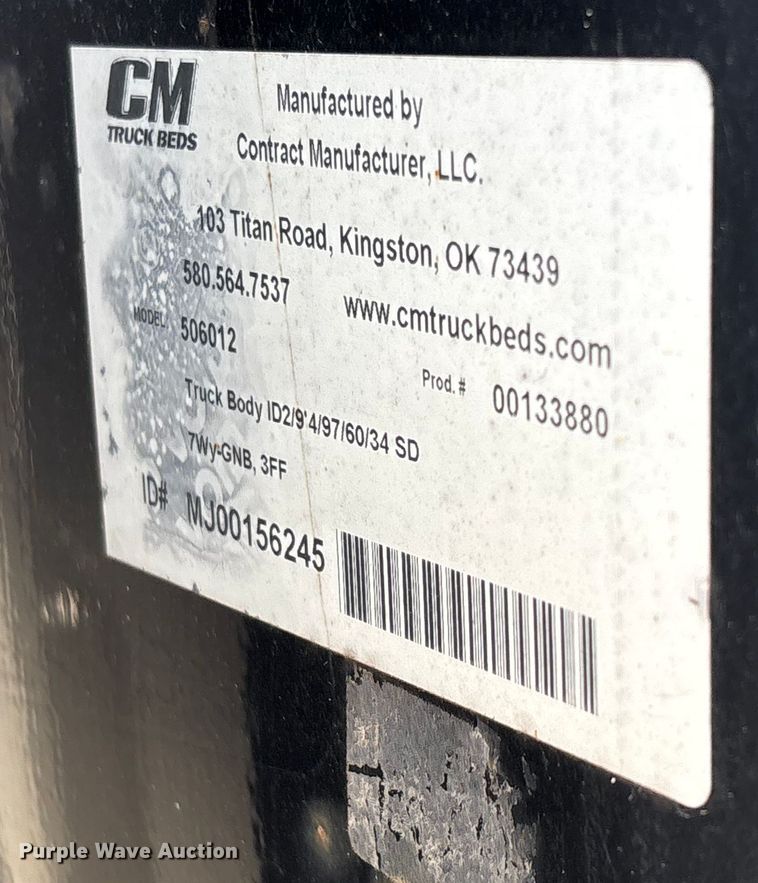 CM
TRUCK BEDS
Manufactured by
Contract Manufacturer, LLC.
103 Titan Road, Kingston, OK 73439
580.564.7537
www.cmtruckbeds.com
MODEL: 506012
Prod.# 00133880
Truck Body ID2/9'4/97/60/34 SD
7Wy-GNB, 3FF
ID# MJ00156245
Purple Wave Auction